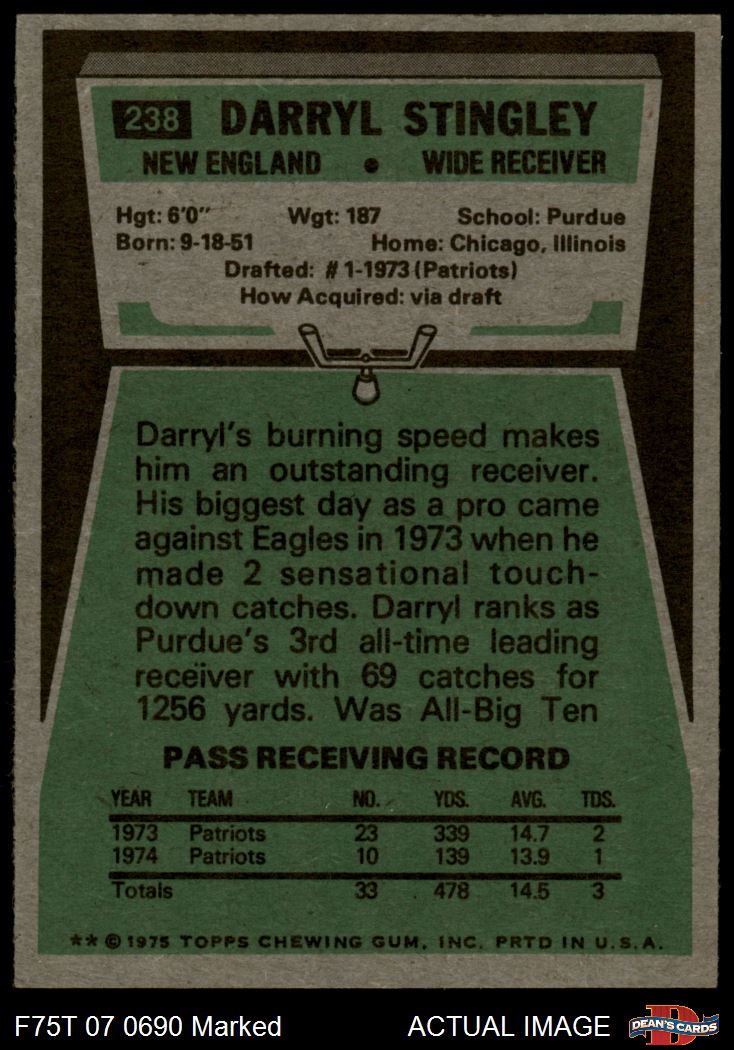 238 DARRYL STINGLEY
NEW ENGLAND • WIDE RECEIVER
Hgt: 6'0" Wgt: 187 School: Purdue
Born: 9-18-51 Home: Chicago, Illinois
Drafted: #1-1973 (Patriots)
How Acquired: via draft
Darryl's burning speed makes
him an outstanding receiver.
His biggest day as a pro came
against Eagles in 1973 when he
made 2 sensational touch-
down catches. Darryl ranks as
Purdue's 3rd all-time leading
receiver with 69 catches for
1256 yards. Was All-Big Ten
PASS RECEIVING RECORD
YEAR TEAM NO. YDS. AVG. TDS.
1973 Patriots 23 339 14.7 2
1974 Patriots 10 139 13.9 1
Totals 33 478 14.5 3
** © 1975 TOPPS CHEWING GUM, INC. PRTD IN U.S.A.
F75T 07 0690 Marked ACTUAL IMAGE D DEAN'S CARDS